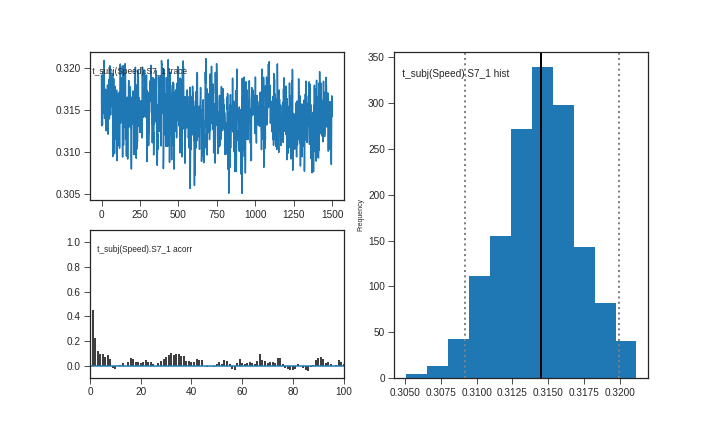 t_subj(Speed).S7_1 trace
0.320
0.315
0.310
0.305
0 250 500 750 1000 1250 1500
t_subj(Speed).S7_1 acorr
1.0
0.8
0.6
0.4
0.2
0.0
0 20 40 60 80 100
t_subj(Speed).S7_1 hist
Frequency
350
300
250
200
150
100
50
0
0.3050 0.3075 0.3100 0.3125 0.3150 0.3175 0.3200